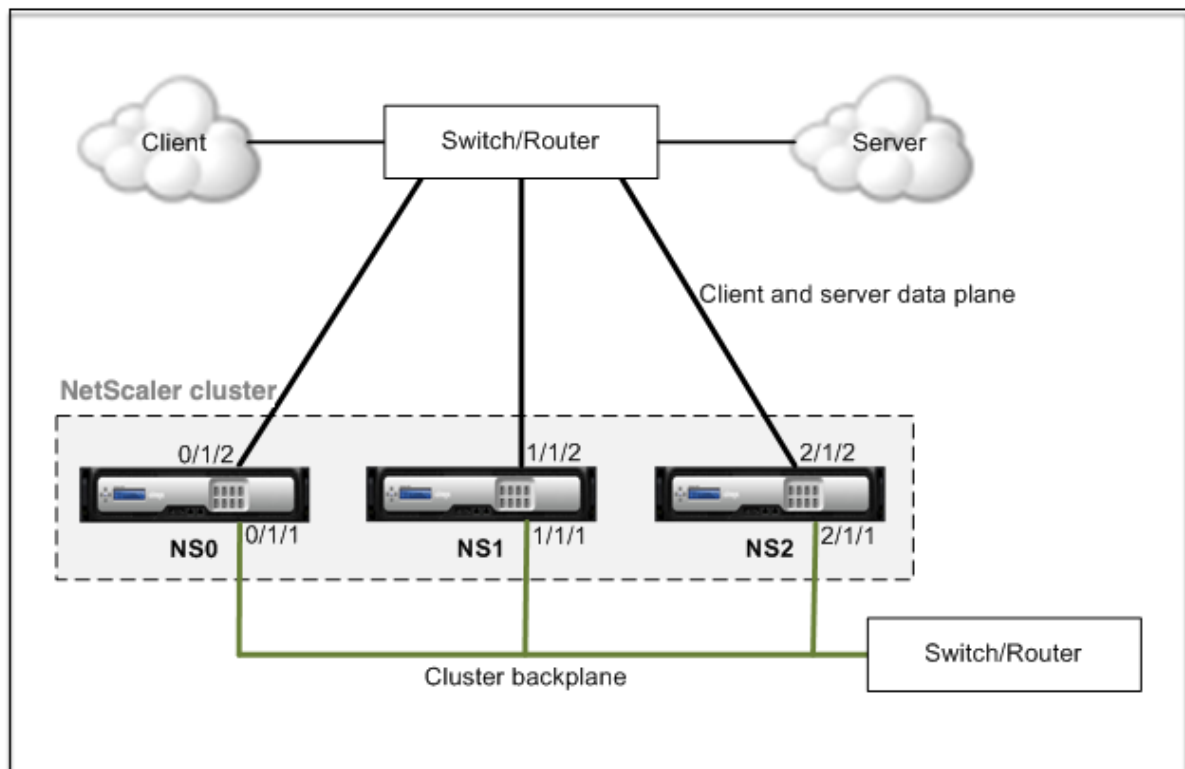 Client
Switch/Router
Server
Client and server data plane
NetScaler cluster
0/1/2
1/1/2
2/1/2
0/1/1
1/1/1
2/1/1
NS0
NS1
NS2
Switch/Router
Cluster backplane